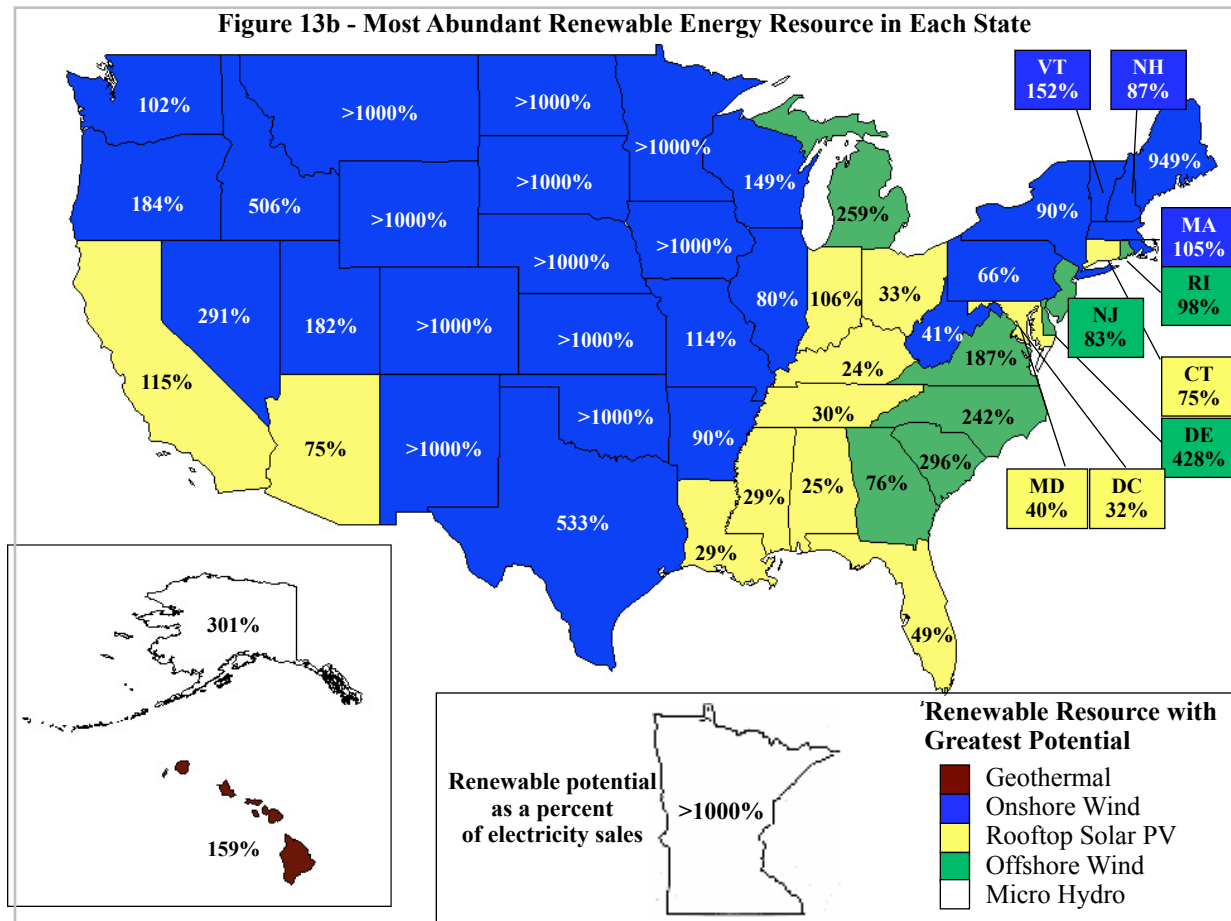 Figure 13b - Most Abundant Renewable Energy Resource in Each State
VT
152%
NH
87%
102%
>1000%
>1000%
>1000%
949%
184%
506%
>1000%
>1000%
149%
259%
90%
MA
105%
>1000%
>1000%
66%
RI
98%
291%
182%
>1000%
>1000%
80%
106%
33%
NJ
83%
114%
41%
187%
115%
24%
CT
75%
75%
>1000%
>1000%
30%
242%
90%
DE
428%
296%
29%
25%
76%
MD
40%
DC
32%
533%
29%
49%
301%
159%
Renewable potential
as a percent
of electricity sales
>1000%
'Renewable Resource with
Greatest Potential
Geothermal
Onshore Wind
Rooftop Solar PV
Offshore Wind
Micro Hydro